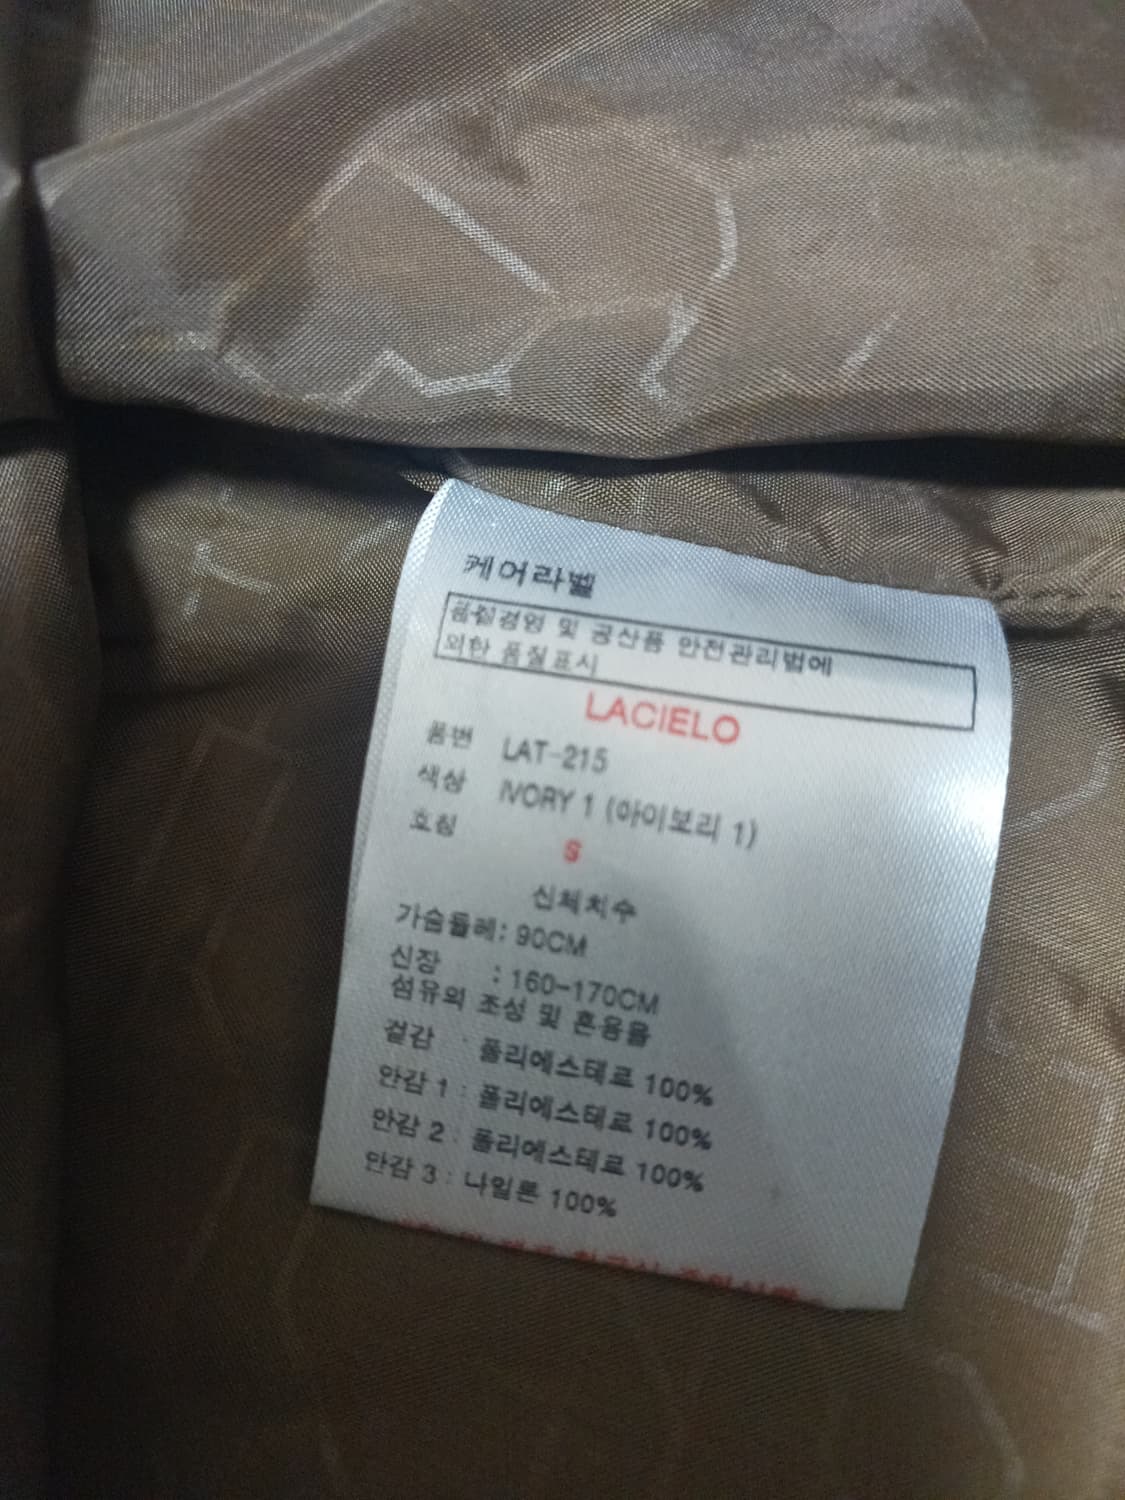 케어라벨
품질경영 및 공산품 안전관리법에
의한 품질표시
LACIELO
품번 LAT-215
색상 IVORY 1 (아이보리 1)
호칭
S
신체치수
가슴둘레: 90CM
신장 : 160-170CM
섬유의 조성 및 혼용율
겉감 : 폴리에스테르 100%
안감 1 : 폴리에스테르 100%
안감 2 : 폴리에스테르 100%
안감 3 : 나일론 100%